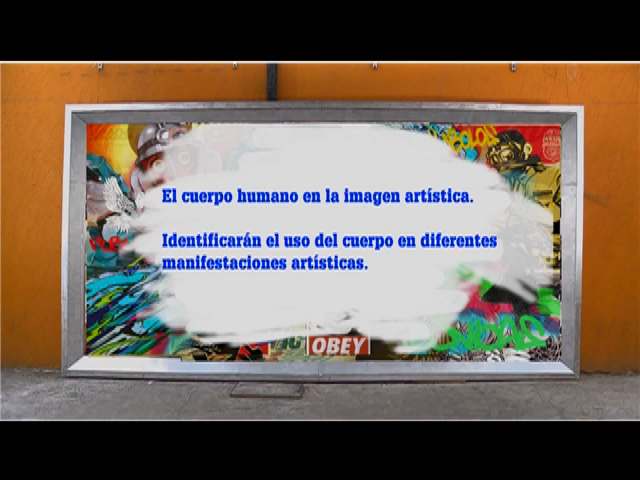 El cuerpo humano en la imagen artística.
Identificarán el uso del cuerpo en diferentes
manifestaciones artísticas.
OBEY